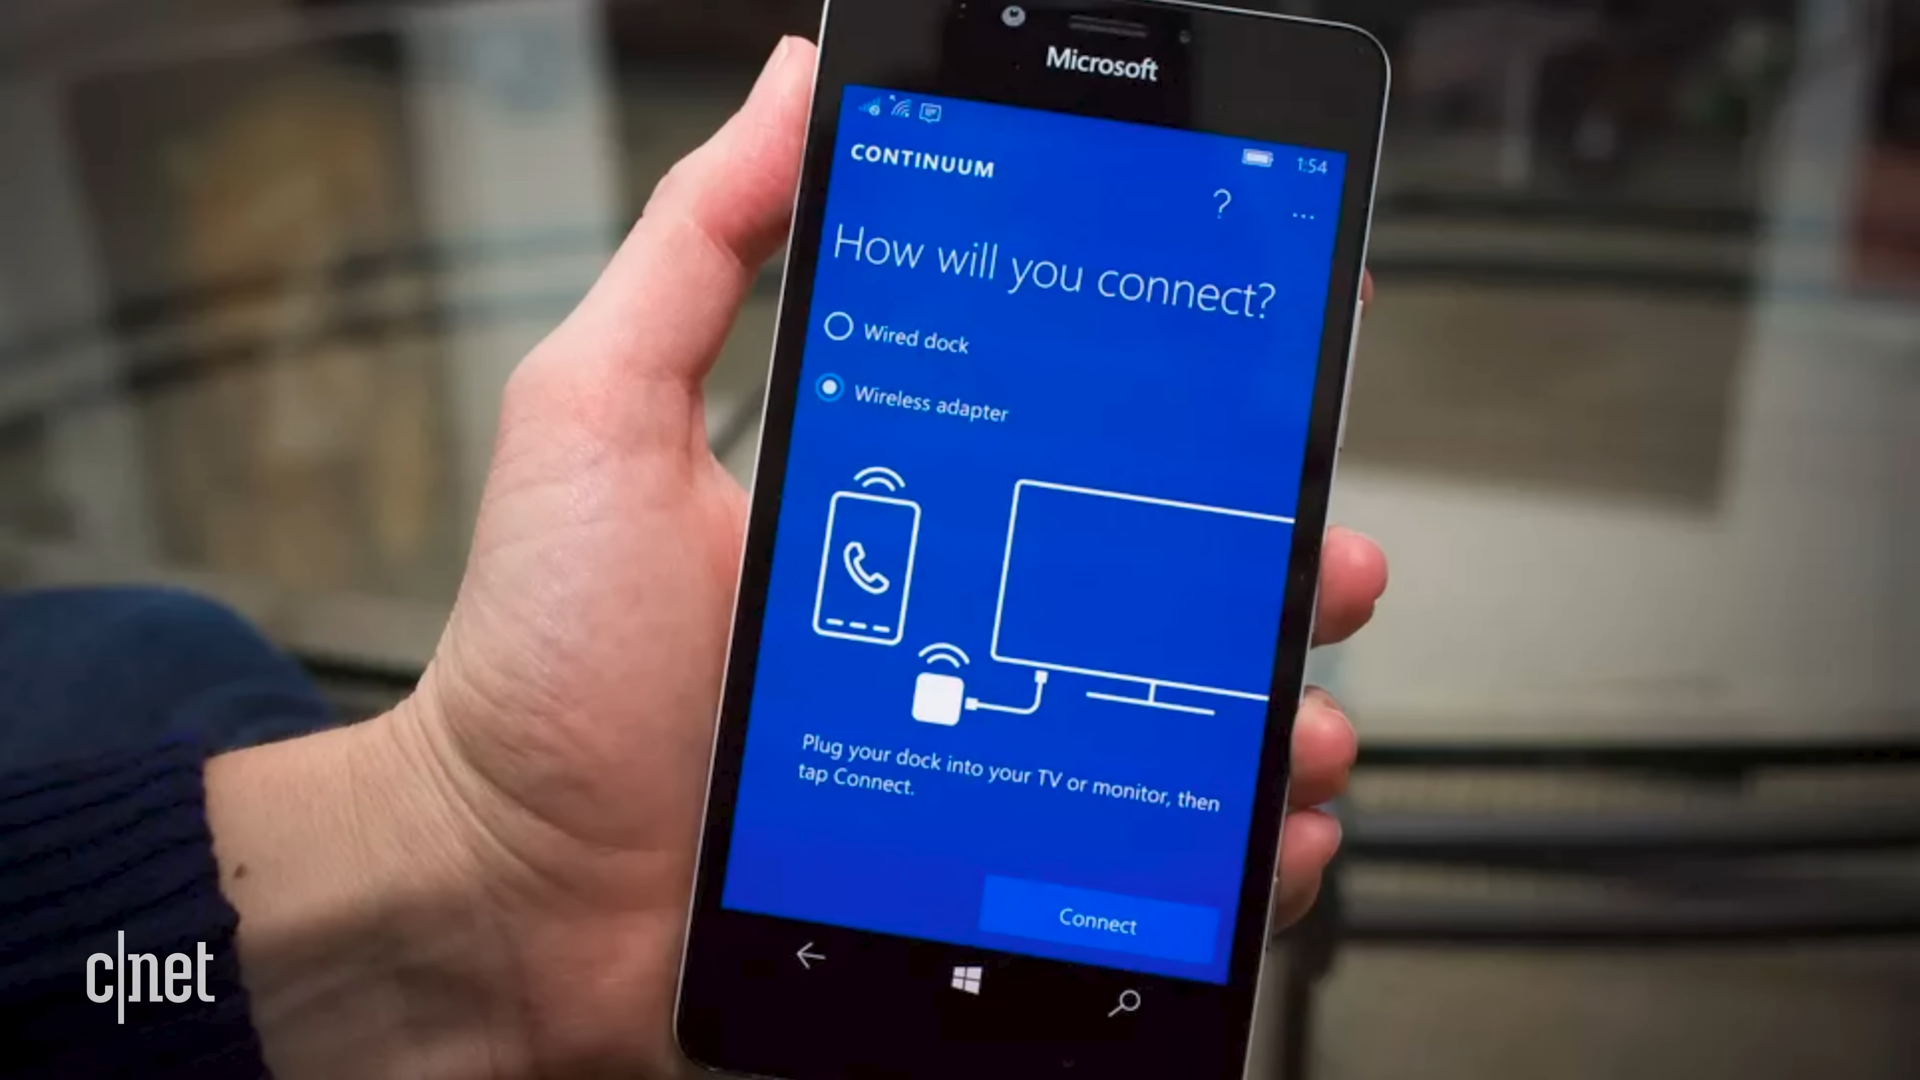 Microsoft
1:54
CONTINUUM
? ...
How will you connect?
Wired dock
Wireless adapter
Plug your dock into your TV or monitor, then
tap Connect.
Connect
c|net